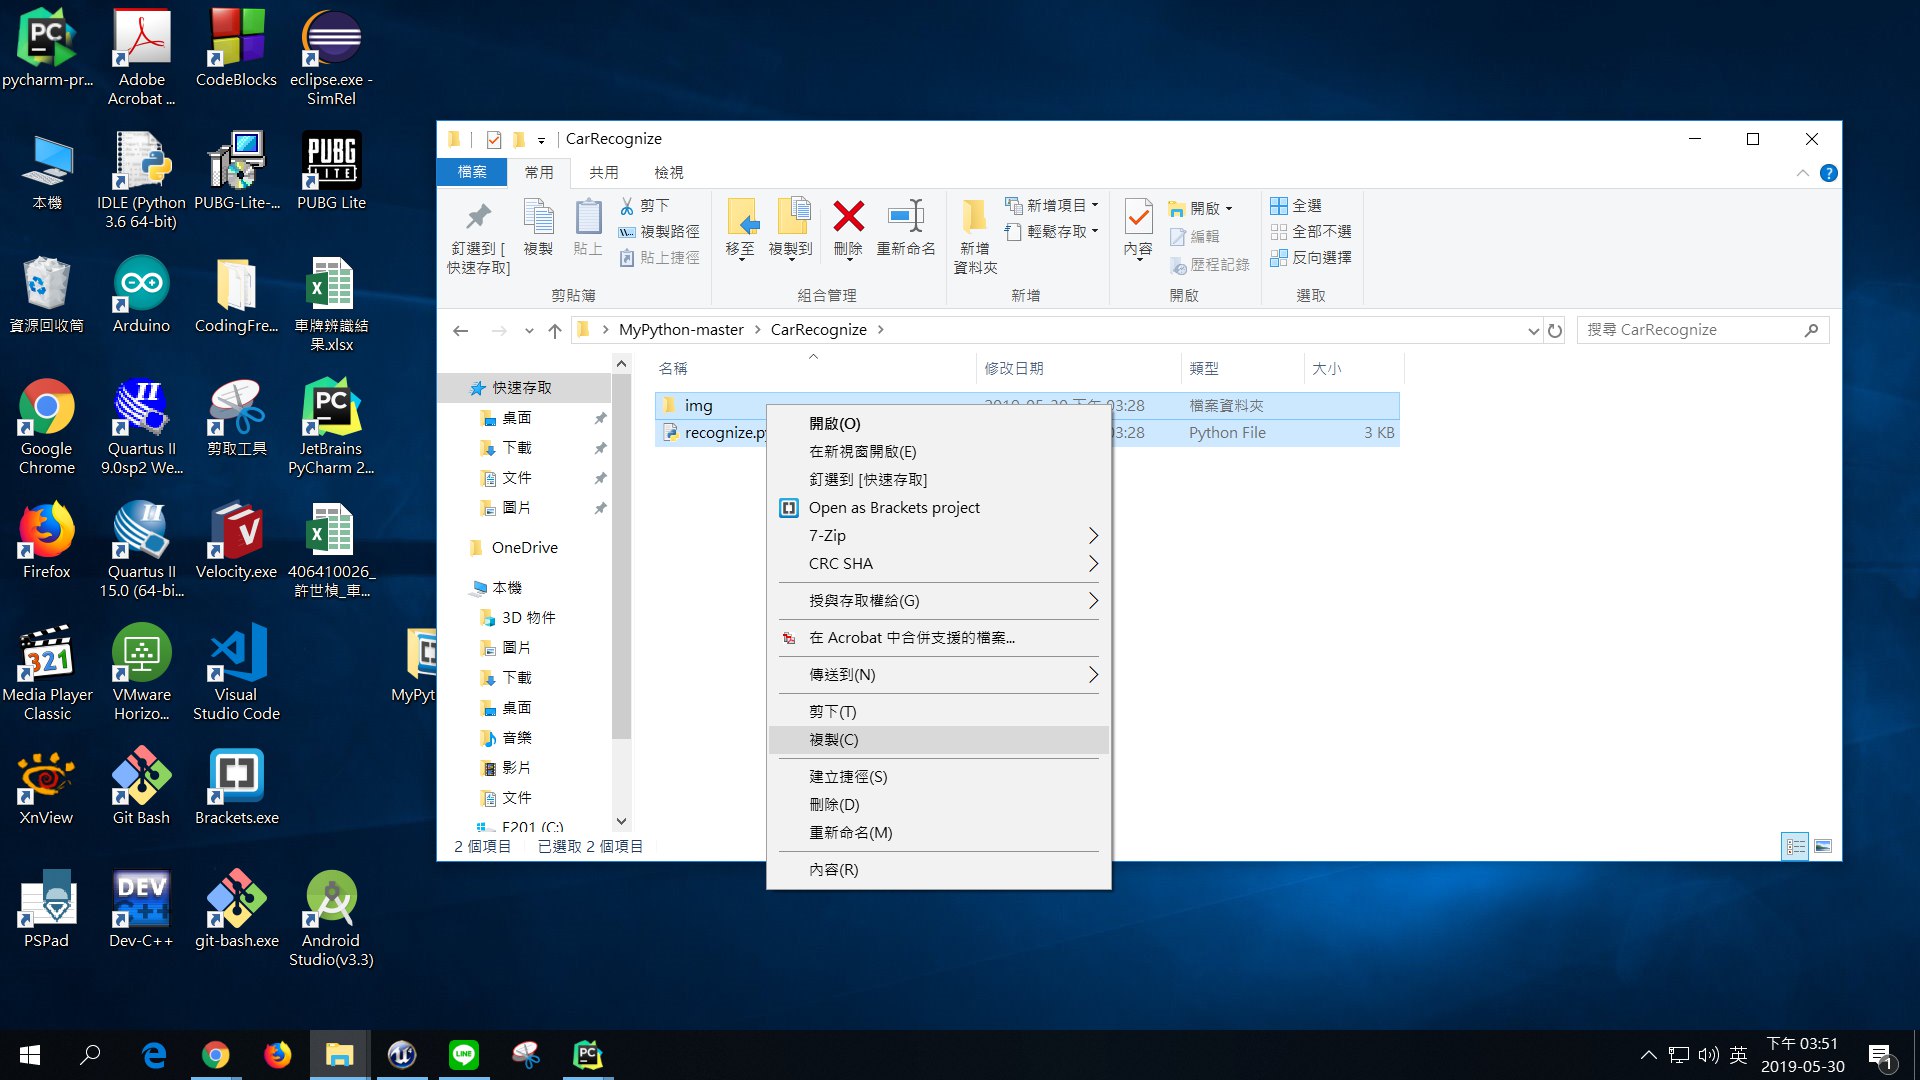 pycharm-pr...
Adobe
Acrobat ...
CodeBlocks
eclipse.exe -
SimRel
本機
IDLE (Python
3.6 64-bit)
PUBG-Lite-...
PUBG
LITE
PUBG Lite
資源回收筒
Arduino
CodingFre...
車牌辨識結
果.xlsx
Google
Chrome
Quartus II
9.0sp2 We...
剪取工具
JetBrains
PyCharm 2...
Firefox
Quartus II
15.0 (64-bi...
Velocity.exe
406410026_
許世楨_車...
Media Player
Classic
VMware
Horizo...
Visual
Studio Code
MyPyt
XnView
Git Bash
Brackets.exe
PSPad
Dev-C++
git-bash.exe
Android
Studio(v3.3)
CarRecognize
檔案
常用
共用
檢視
釘選到 [
快速存取]
複製
貼上
剪下
複製路徑
貼上捷徑
剪貼簿
移至
複製到
刪除
重新命名
組合管理
新增
資料夾
新增項目
輕鬆存取
新增
內容
開啟
編輯
歷程記錄
開啟
全選
全部不選
反向選擇
選取
MyPython-master
CarRecognize
搜尋 CarRecognize
快速存取
桌面
下載
文件
圖片
OneDrive
本機
3D 物件
圖片
下載
桌面
音樂
影片
文件
F201 (C:)
名稱
修改日期
類型
大小
img
2019-05-30 下午 03:28
檔案資料夾
recognize.py
03:28
Python File
3 KB
開啟(O)
在新視窗開啟(E)
釘選到 [快速存取]
Open as Brackets project
7-Zip
CRC SHA
授與存取權給(G)
在 Acrobat 中合併支援的檔案...
傳送到(N)
剪下(T)
複製(C)
建立捷徑(S)
刪除(D)
重新命名(M)
內容(R)
2 個項目
已選取 2 個項目
英
下午 03:51
2019-05-30
1